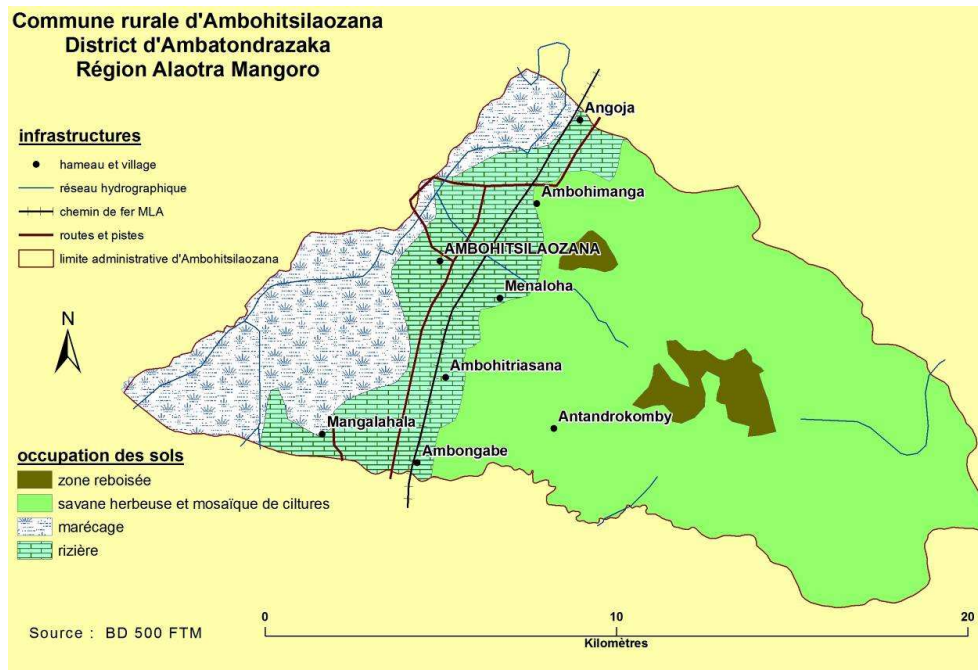 Commune rurale d'Ambohitsilaozana
District d'Ambatondrazaka
Région Alaotra Mangoro
infrastructures
hameau et village
réseau hydrographique
chemin de fer MLA
routes et pistes
limite administrative d'Ambohitsilaozana
N
Angoja
Ambohimanga
AMBOHITSILAOZANA
Menaloha
Ambohitriasana
Antandrokomby
Mangalahala
Ambongabe
occupation des sols
zone reboisée
savane herbeuse et mosaïque de ciltures
marécage
rizière
Source : BD 500 FTM
0 10 20
Kilomètres